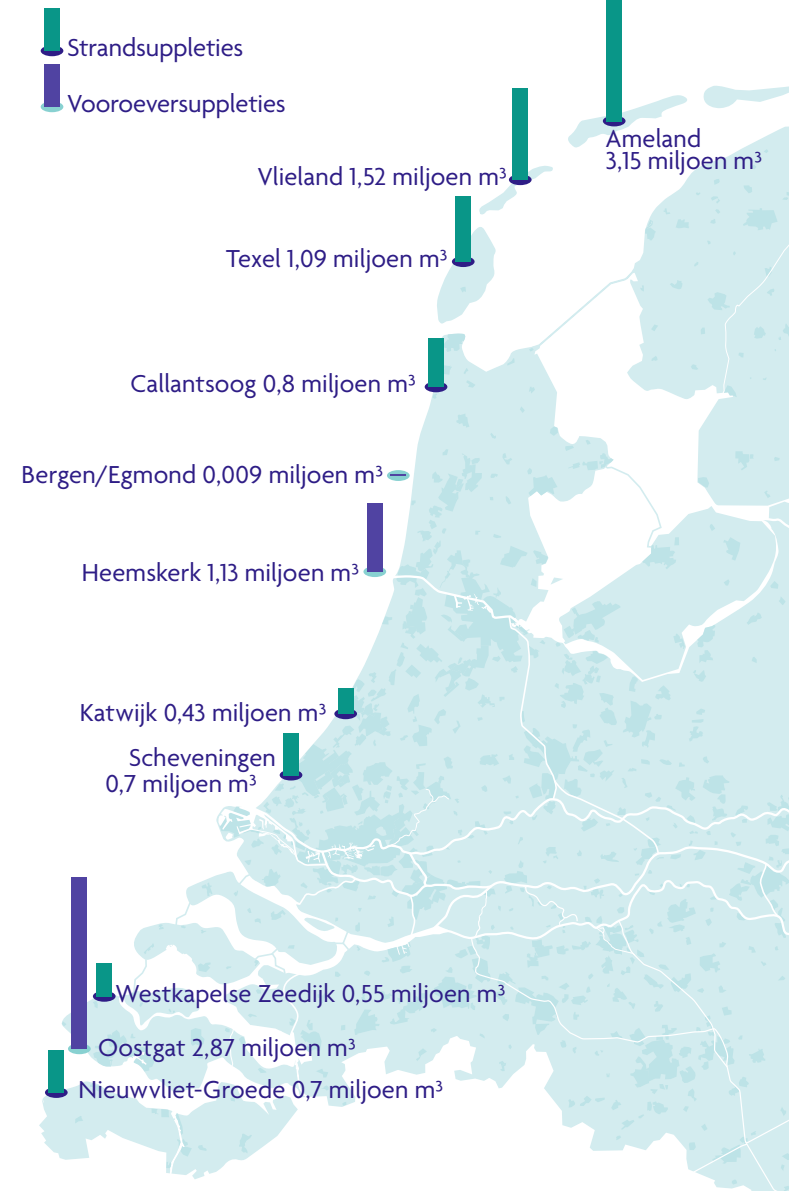 Strandsuppleties
Vooroeversuppleties
Ameland
3,15 miljoen m³
Vlieland 1,52 miljoen m³
Texel 1,09 miljoen m³
Callantsoog 0,8 miljoen m³
Bergen/Egmond 0,009 miljoen m³
Heemskerk 1,13 miljoen m³
Katwijk 0,43 miljoen m³
Scheveningen
0,7 miljoen m³
Westkapelse Zeedijk 0,55 miljoen m³
Oostgat 2,87 miljoen m³
Nieuwvliet-Groede 0,7 miljoen m³